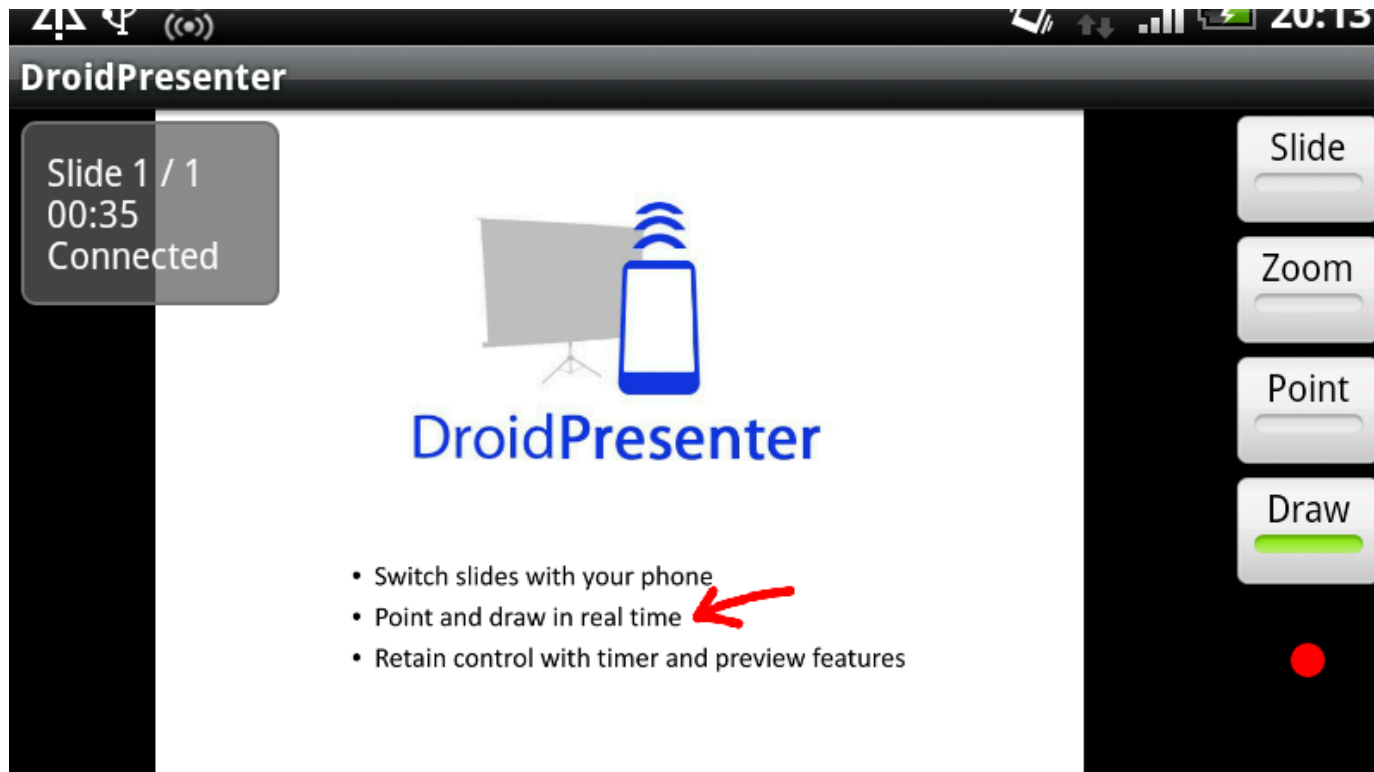 20:13
DroidPresenter
Slide 1 / 1
00:35
Connected
DroidPresenter
• Switch slides with your phone
• Point and draw in real time
• Retain control with timer and preview features
Slide
Zoom
Point
Draw